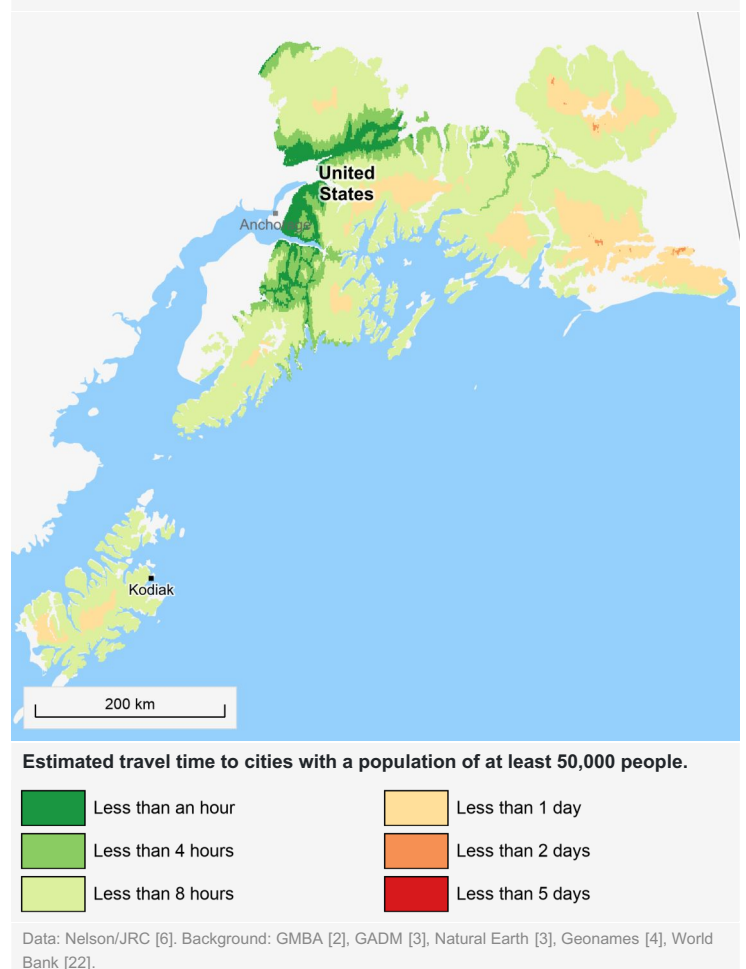 United
States
Anchorage
Kodiak
200 km
Estimated travel time to cities with a population of at least 50,000 people.
Less than an hour
Less than 1 day
Less than 4 hours
Less than 2 days
Less than 8 hours
Less than 5 days
Data: Nelson/JRC [6]. Background: GMBA [2], GADM [3], Natural Earth [3], Geonames [4], World
Bank [22].